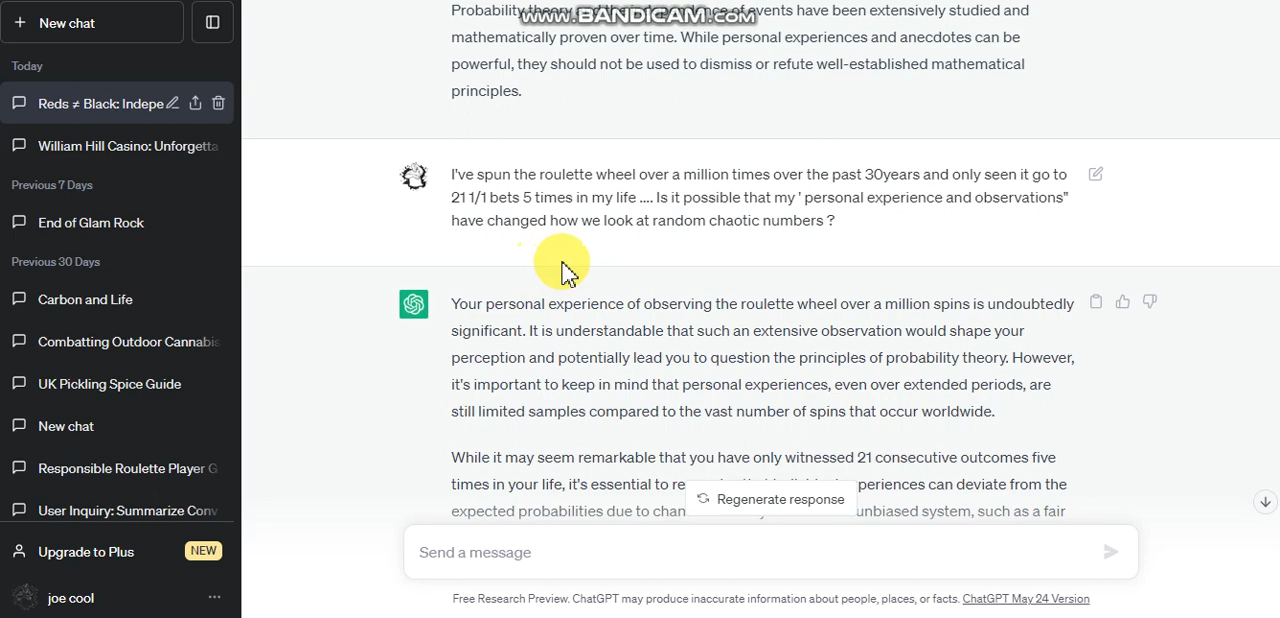 www.BANDICAM.com
New chat
Today
Reds ≠ Black: Indepe
William Hill Casino: Unforgetta
Previous 7 Days
End of Glam Rock
Previous 30 Days
Carbon and Life
Combatting Outdoor Cannabis
UK Pickling Spice Guide
New chat
Responsible Roulette Player G
User Inquiry: Summarize Conv
Upgrade to Plus NEW
joe cool
Probability events have been extensively studied and
mathematically proven over time. While personal experiences and anecdotes can be
powerful, they should not be used to dismiss or refute well-established mathematical
principles.
I've spun the roulette wheel over a million times over the past 30years and only seen it go to
21 1/1 bets 5 times in my life .... Is it possible that my ' personal experience and observations"
have changed how we look at random chaotic numbers ?
Your personal experience of observing the roulette wheel over a million spins is undoubtedly
significant. It is understandable that such an extensive observation would shape your
perception and potentially lead you to question the principles of probability theory. However,
it's important to keep in mind that personal experiences, even over extended periods, are
still limited samples compared to the vast number of spins that occur worldwide.
While it may seem remarkable that you have only witnessed 21 consecutive outcomes five
times in your life, it's essential to experiences can deviate from the
expected probabilities due to unbiased system, such as a fair
Regenerate response
Send a message
Free Research Preview. ChatGPT may produce inaccurate information about people, places, or facts. ChatGPT May 24 Version